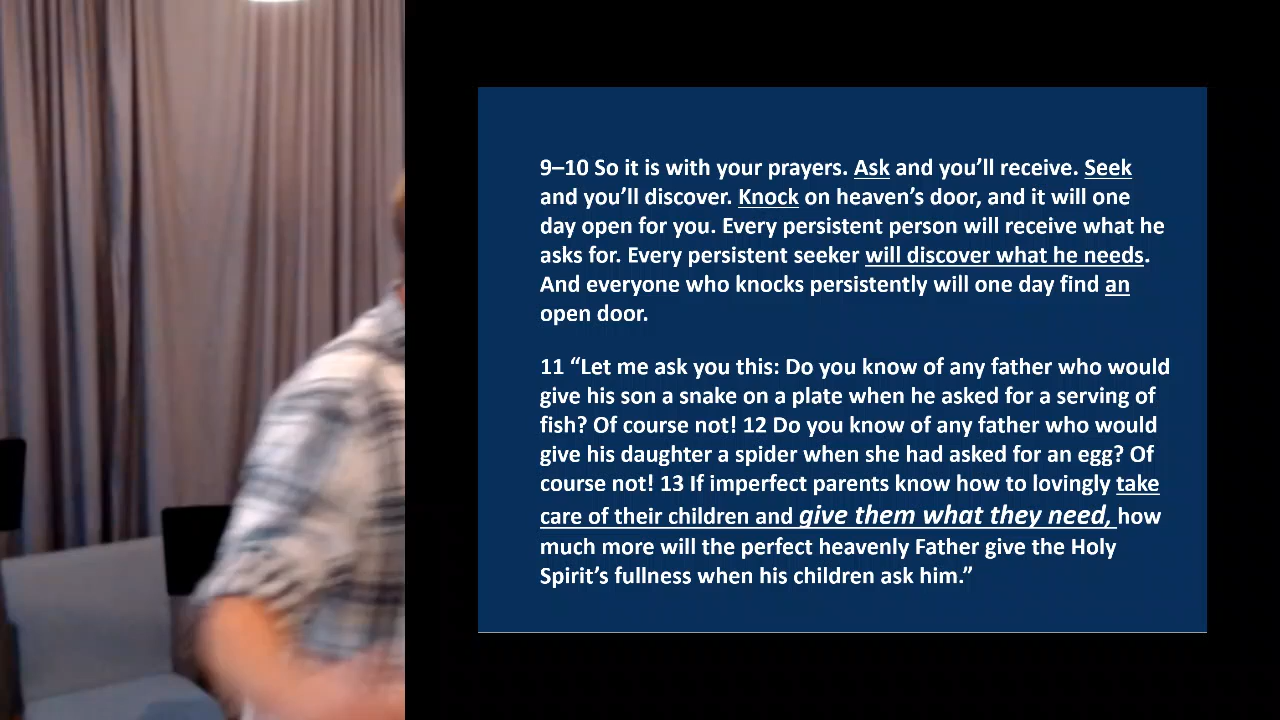 9–10 So it is with your prayers. Ask and you’ll receive. Seek
and you’ll discover. Knock on heaven’s door, and it will one
day open for you. Every persistent person will receive what he
asks for. Every persistent seeker will discover what he needs.
And everyone who knocks persistently will one day find an
open door.
11 “Let me ask you this: Do you know of any father who would
give his son a snake on a plate when he asked for a serving of
fish? Of course not! 12 Do you know of any father who would
give his daughter a spider when she had asked for an egg? Of
course not! 13 If imperfect parents know how to lovingly take
care of their children and give them what they need, how
much more will the perfect heavenly Father give the Holy
Spirit’s fullness when his children ask him.”